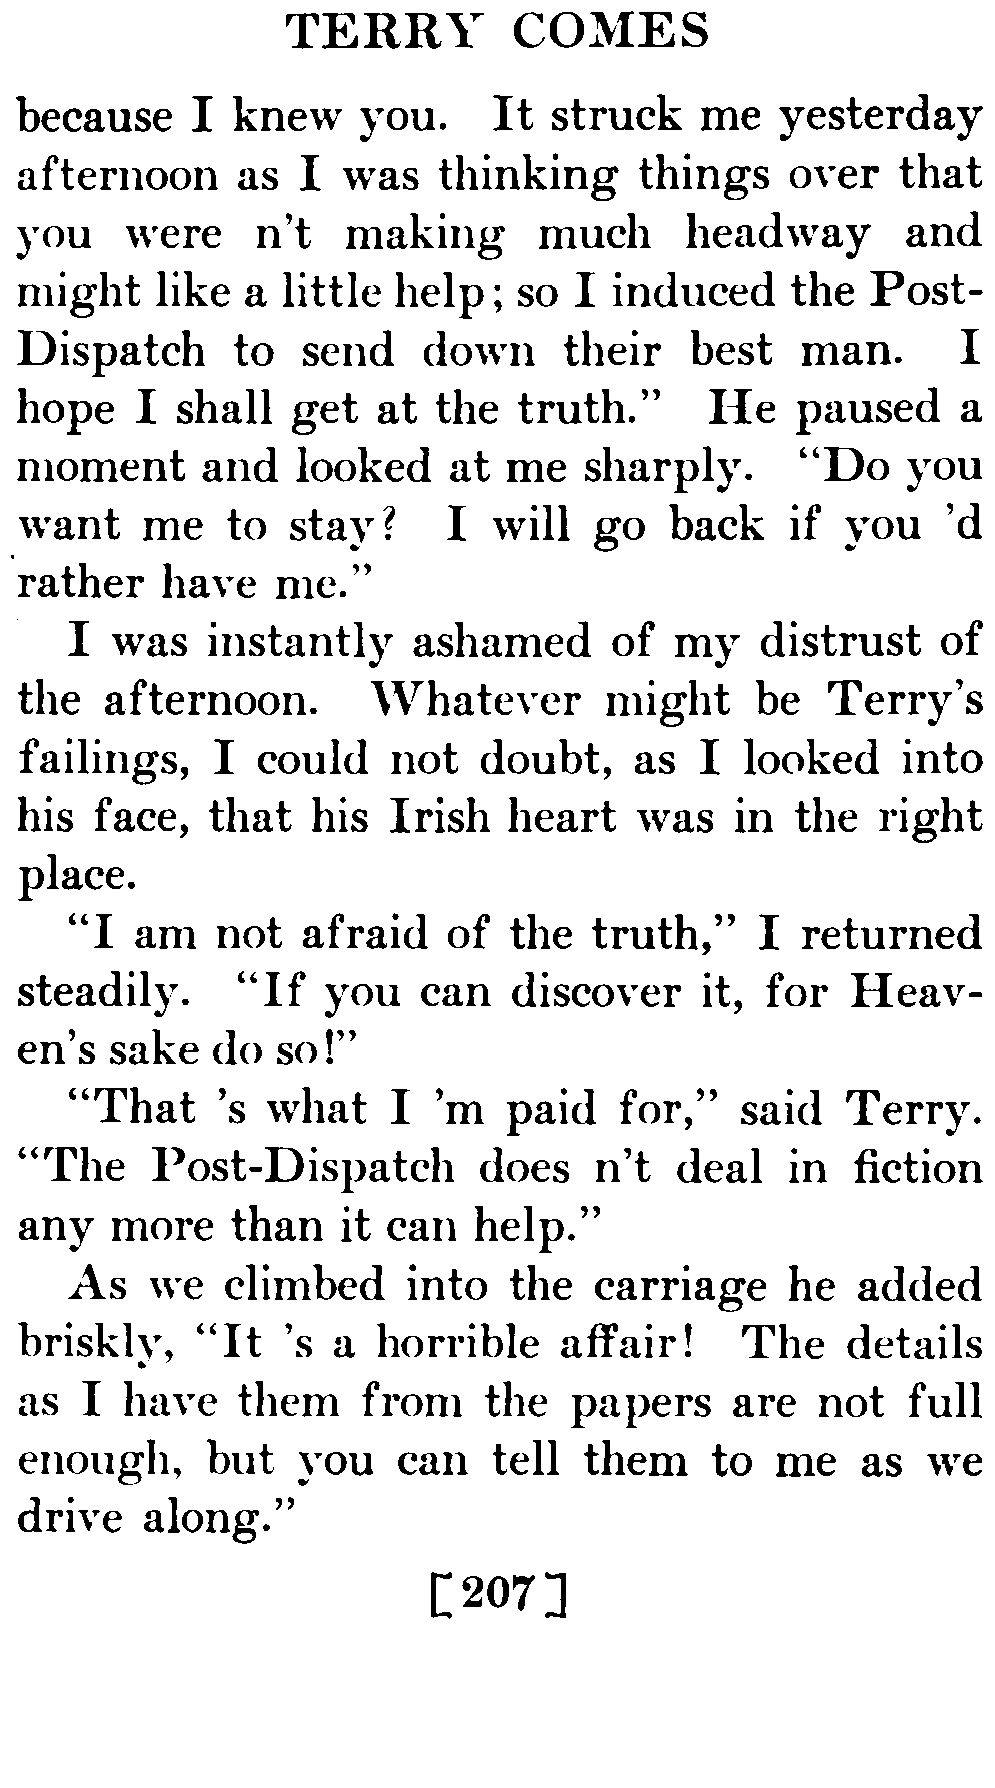 TERRY COMES
because I knew you. It struck me yesterday
afternoon as I was thinking things over that
you were n't making much headway and
might like a little help; so I induced the Post-
Dispatch to send down their best man. I
hope I shall get at the truth.” He paused a
moment and looked at me sharply. “Do you
want me to stay? I will go back if you 'd
rather have me.”
I was instantly ashamed of my distrust of
the afternoon. Whatever might be Terry's
failings, I could not doubt, as I looked into
his face, that his Irish heart was in the right
place.
“I am not afraid of the truth,” I returned
steadily. “If you can discover it, for Heav-
en's sake do so!”
“That 's what I 'm paid for,” said Terry.
“The Post-Dispatch does n't deal in fiction
any more than it can help.”
As we climbed into the carriage he added
briskly, “It 's a horrible affair! The details
as I have them from the papers are not full
enough, but you can tell them to me as we
drive along.”
[207]